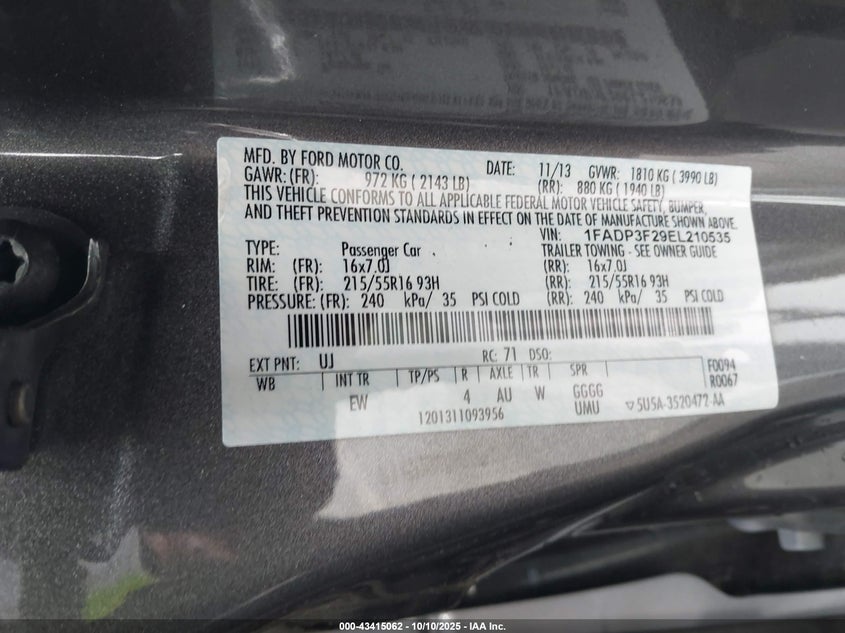 MFD. BY FORD MOTOR CO. DATE: 11/13 GVWR: 1810 KG ( 3990 LB)
GAWR: (FR): 972 KG ( 2143 LB) (RR): 880 KG ( 1940 LB)
THIS VEHICLE CONFORMS TO ALL APPLICABLE FEDERAL MOTOR VEHICLE SAFETY, BUMPER,
AND THEFT PREVENTION STANDARDS IN EFFECT ON THE DATE OF MANUFACTURE SHOWN ABOVE.
VIN: 1FADP3F29EL210535
TYPE: Passenger Car TRAILER TOWING - SEE OWNER GUIDE
RIM: (FR): 16x7.0J (RR): 16x7.0J
TIRE: (FR): 215/55R16 93H (RR): 215/55R16 93H
PRESSURE: (FR): 240 kPa/ 35 PSI COLD (RR): 240 kPa/ 35 PSI COLD
EXT PNT: UJ RC: 71 DSO:
WB INT TR TP/PS R AXLE TR SPR F0094
EW 4 AU W GGGG R0067
1201311093956 UMU ▽5U5A-3520472-AA
000-43415062 - 10/10/2025 - IAA Inc.